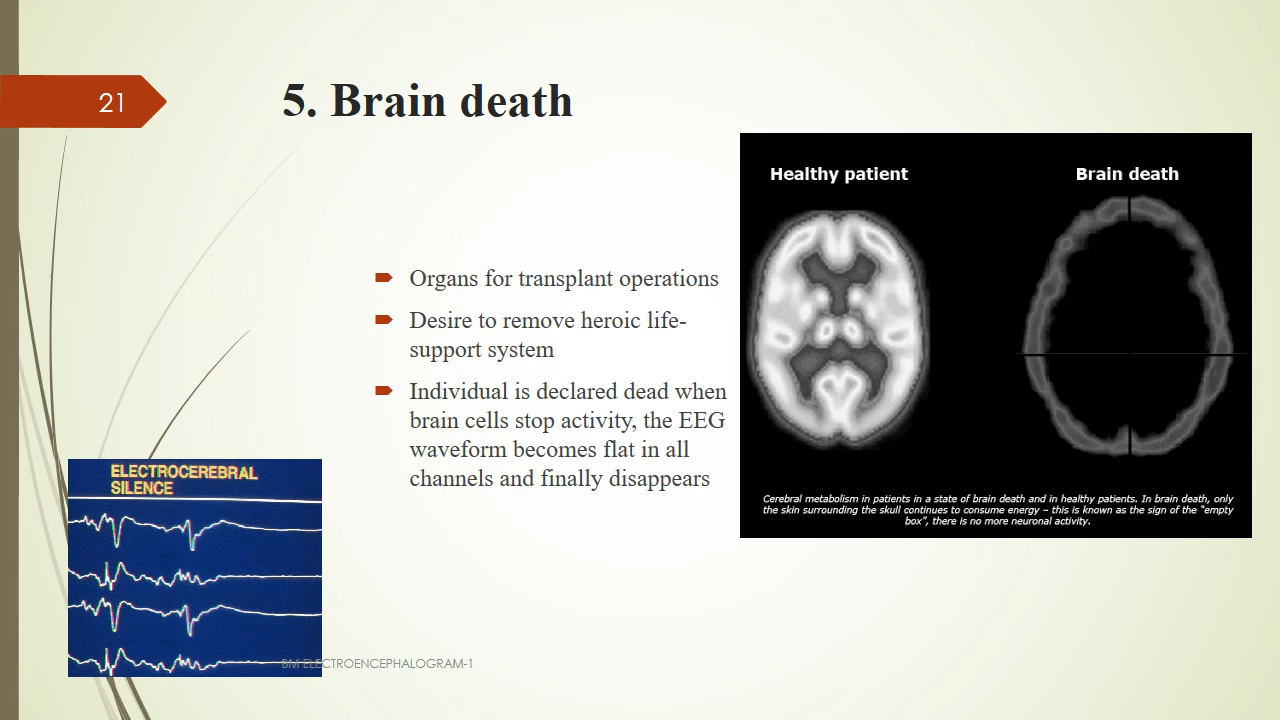 21
5. Brain death
Organs for transplant operations
Desire to remove heroic life-
support system
Individual is declared dead when
brain cells stop activity, the EEG
waveform becomes flat in all
channels and finally disappears
Healthy patient
Brain death
Cerebral metabolism in patients in a state of brain death and in healthy patients. In brain death, only
the skin surrounding the skull continues to consume energy – this is known as the sign of the "empty
box", there is no more neuronal activity.
ELECTROCEREBRAL
SILENCE
BM ELECTROENCEPHALOGRAM-1